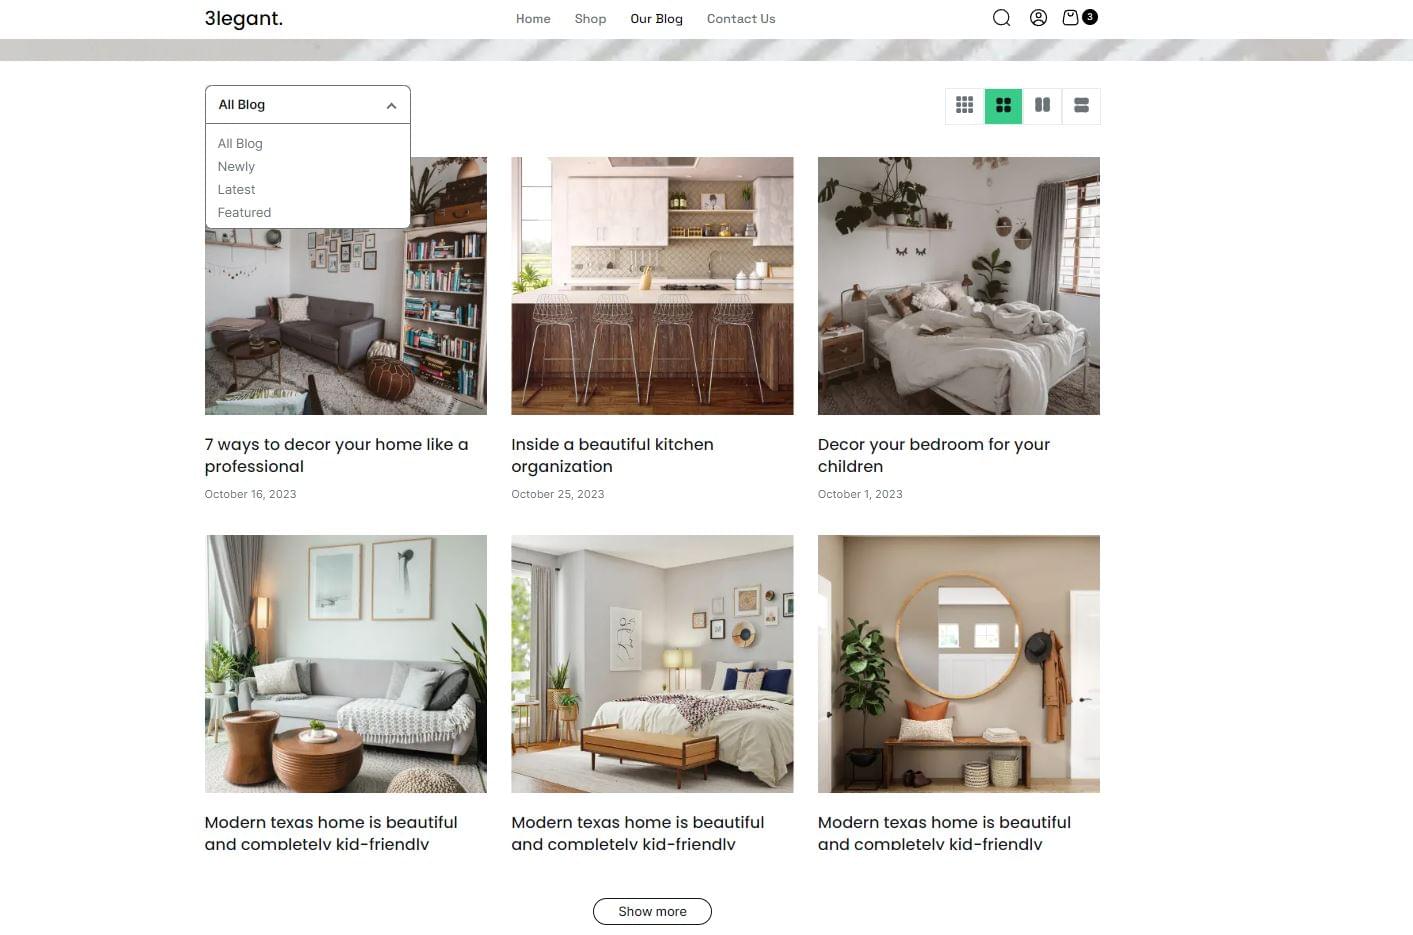 3legant.
Home Shop Our Blog Contact Us
3
All Blog
All Blog
Newly
Latest
Featured
7 ways to decor your home like a
professional
October 16, 2023
Inside a beautiful kitchen
organization
October 25, 2023
Decor your bedroom for your
children
October 1, 2023
Modern texas home is beautiful
and completely kid-friendly
Modern texas home is beautiful
and completely kid-friendly
Modern texas home is beautiful
and completely kid-friendly
Show more